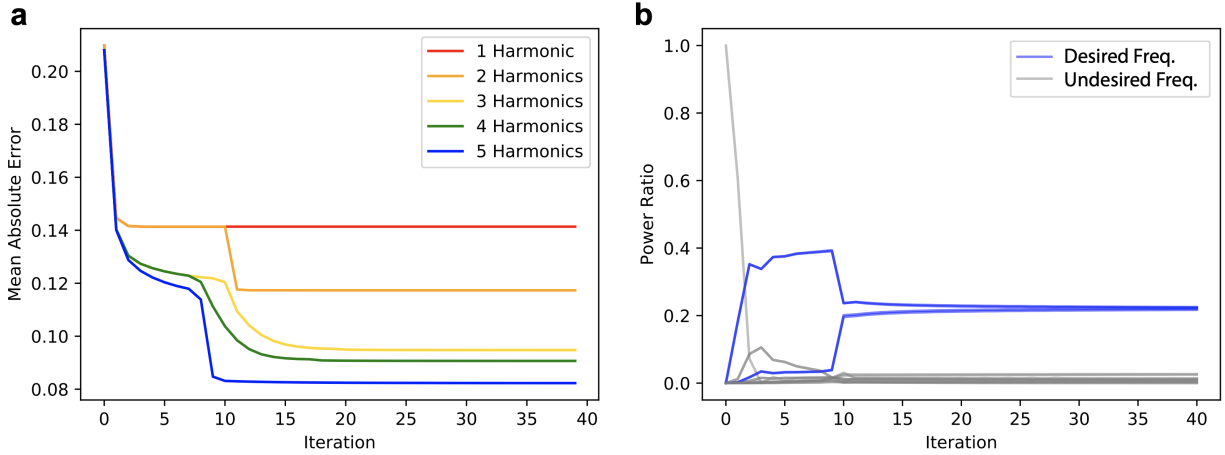 a
Mean Absolute Error
0.20
0.18
0.16
0.14
0.12
0.10
0.08
1 Harmonic
2 Harmonics
3 Harmonics
4 Harmonics
5 Harmonics
0 5 10 15 20 25 30 35 40
Iteration
b
Power Ratio
1.0
0.8
0.6
0.4
0.2
0.0
Desired Freq.
Undesired Freq.
0 5 10 15 20 25 30 35 40
Iteration